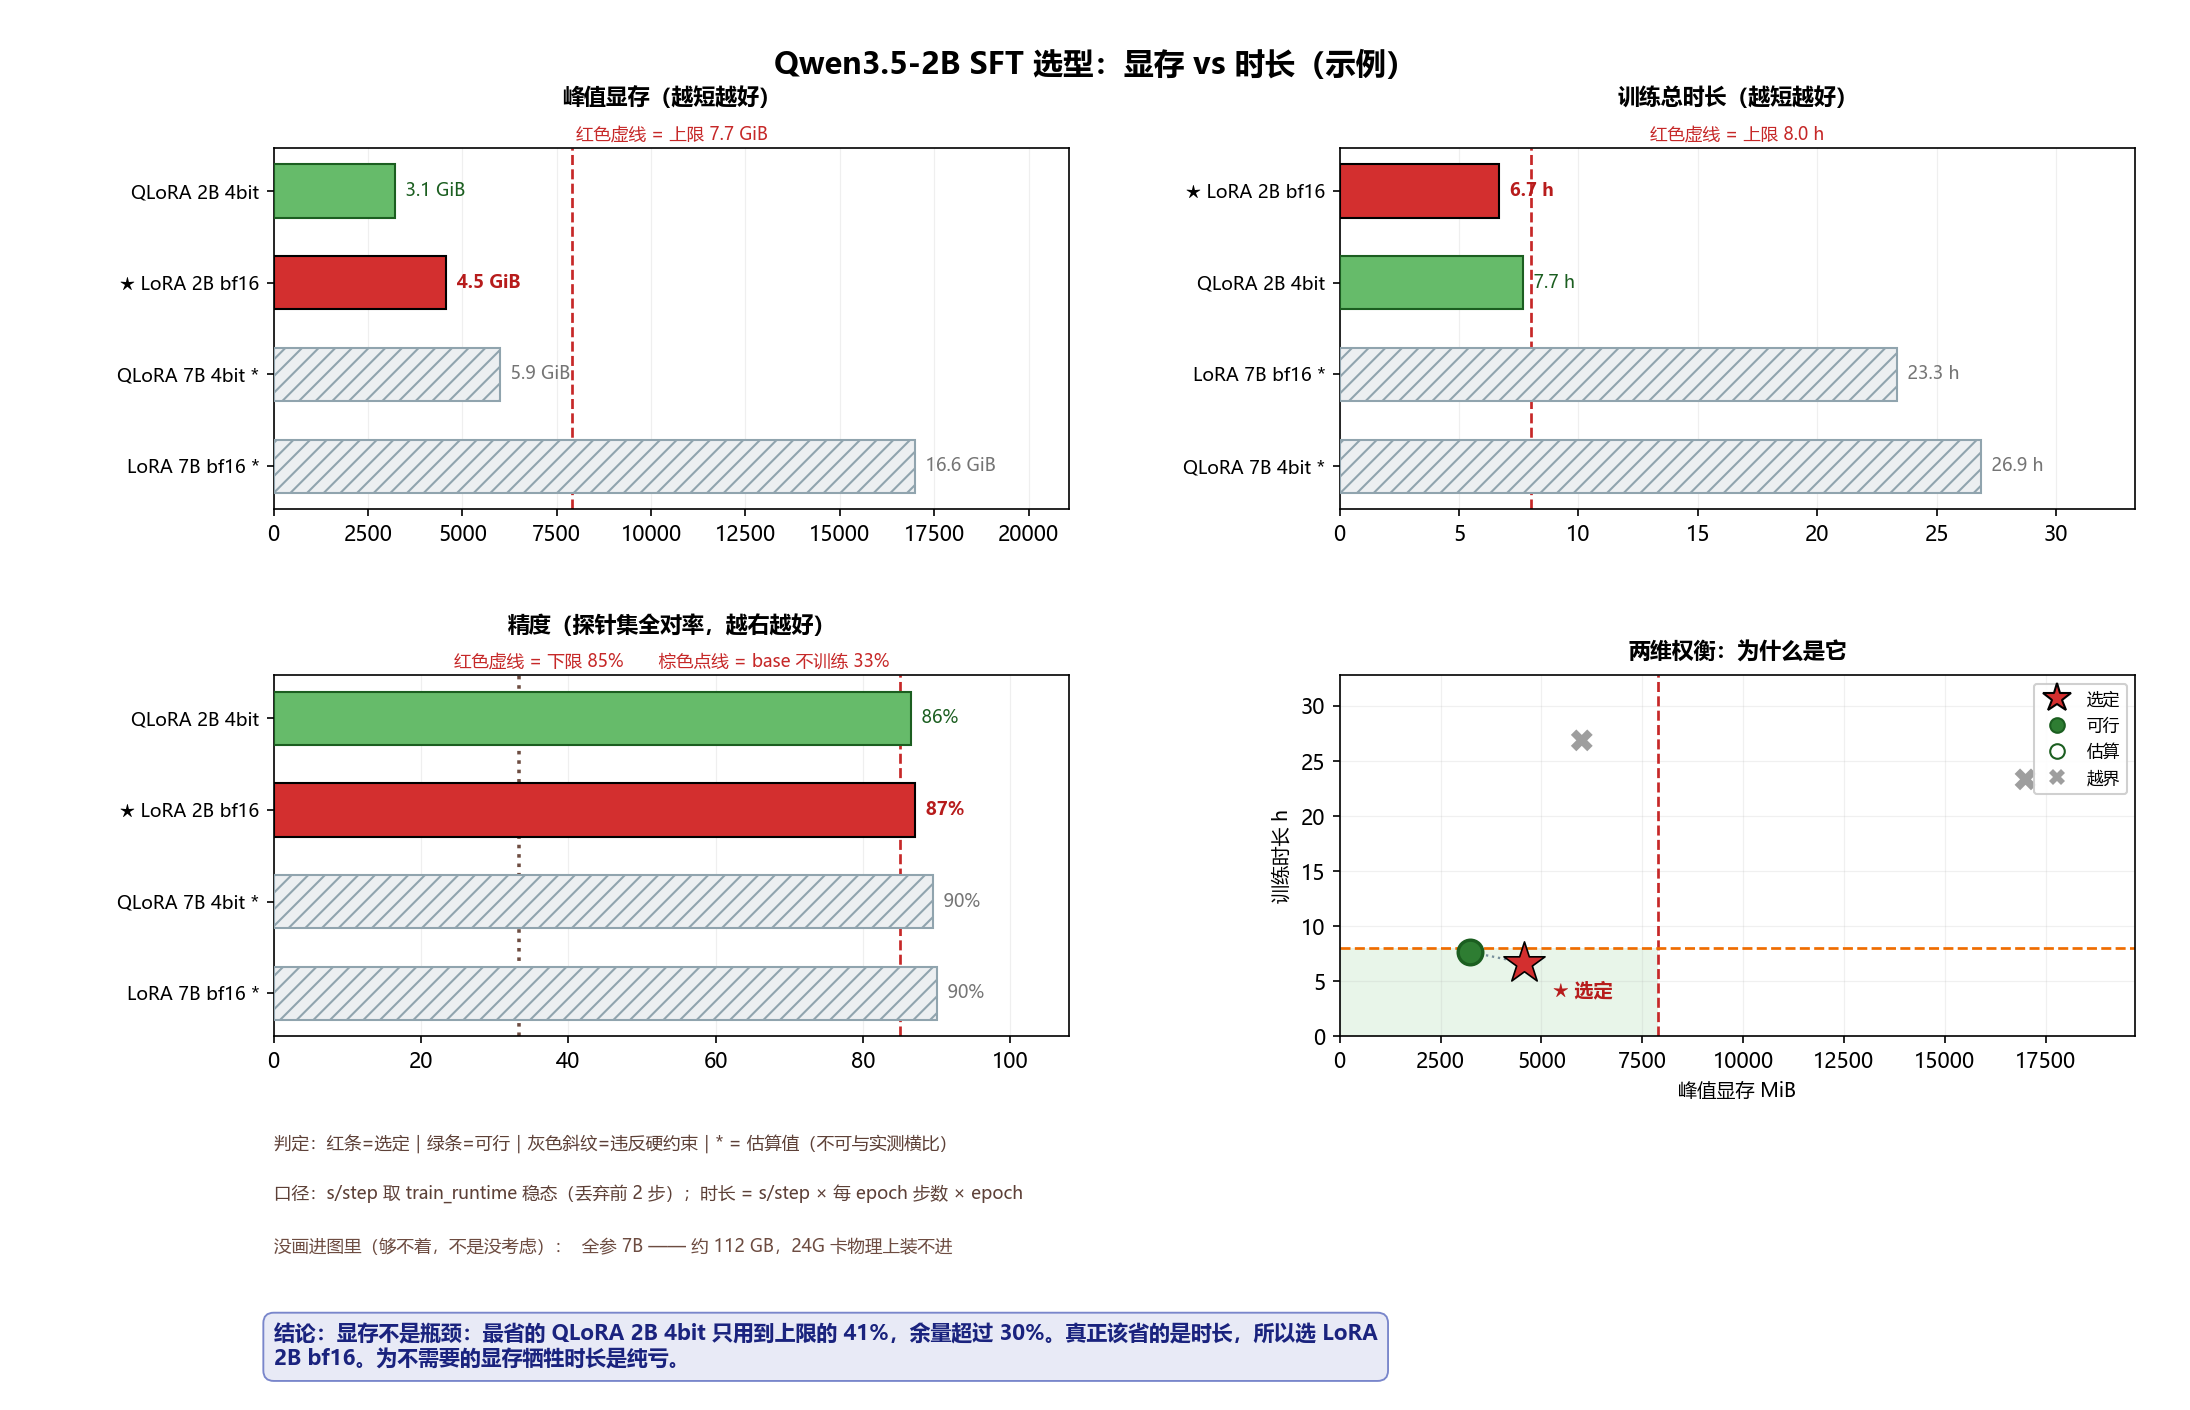 Qwen3.5-2B SFT 选型：显存 vs 时长（示例）
峰值显存（越短越好）
红色虚线 = 上限 7.7 GiB
QLoRA 2B 4bit
3.1 GiB
★ LoRA 2B bf16
4.5 GiB
QLoRA 7B 4bit *
5.9 GiB
LoRA 7B bf16 *
16.6 GiB
0 2500 5000 7500 10000 12500 15000 17500 20000
训练总时长（越短越好）
红色虚线 = 上限 8.0 h
★ LoRA 2B bf16
6.7 h
QLoRA 2B 4bit
7.7 h
LoRA 7B bf16 *
23.3 h
QLoRA 7B 4bit *
26.9 h
0 5 10 15 20 25 30
精度（探针集全对率，越右越好）
红色虚线 = 下限 85% 棕色点线 = base 不训练 33%
QLoRA 2B 4bit
86%
★ LoRA 2B bf16
87%
QLoRA 7B 4bit *
90%
LoRA 7B bf16 *
90%
0 20 40 60 80 100
两维权衡：为什么是它
训练时长 h
30
25
20
15
10
5
0
选定
可行
估算
越界
★ 选定
0 2500 5000 7500 10000 12500 15000 17500
峰值显存 MiB
判定：红条=选定 | 绿条=可行 | 灰色斜纹=违反硬约束 | * = 估算值（不可与实测横比）
口径：s/step 取 train_runtime 稳态（丢弃前 2 步）；时长 = s/step × 每 epoch 步数 × epoch
没画进图里（够不着，不是没考虑）： 全参 7B —— 约 112 GB，24G 卡物理上装不进
结论：显存不是瓶颈：最省的 QLoRA 2B 4bit 只用到上限的 41%，余量超过 30%。真正该省的是时长，所以选 LoRA
2B bf16。为不需要的显存牺牲时长是纯亏。